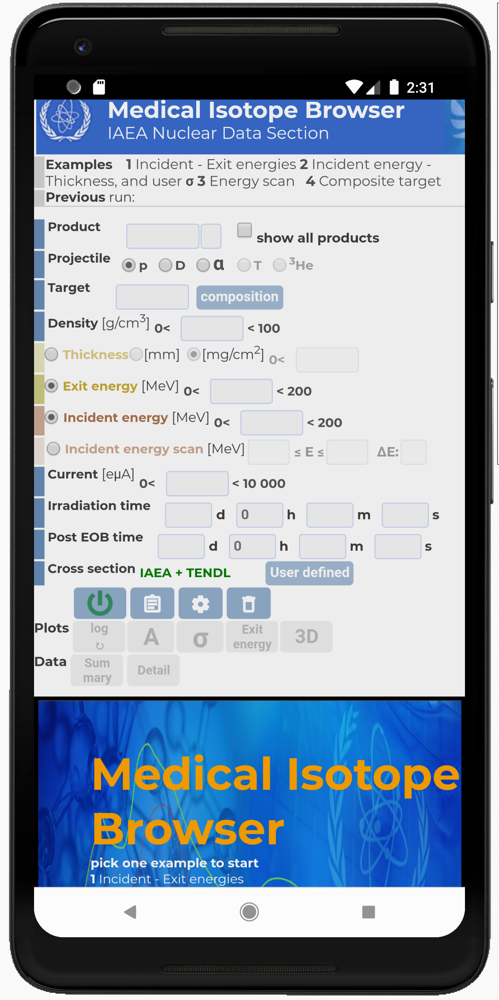 2:31
Medical Isotope Browser
IAEA Nuclear Data Section
Examples 1 Incident - Exit energies 2 Incident energy -
Thickness, and user σ 3 Energy scan 4 Composite target
Previous run:
Product show all products
Projectile p D α T ³He
Target composition
Density [g/cm³] 0< < 100
Thickness [mm] [mg/cm²] 0<
Exit energy [MeV] 0< < 200
Incident energy [MeV] 0< < 200
Incident energy scan [MeV] ≤ E ≤ ΔE:
Current [eµA] 0< < 10 000
Irradiation time d 0 h m s
Post EOB time d 0 h m s
Cross section IAEA + TENDL User defined
Plots log ↻ A σ Exit energy 3D
Data Sum mary Detail
Medical Isotope
Browser
pick one example to start
1 Incident - Exit energies